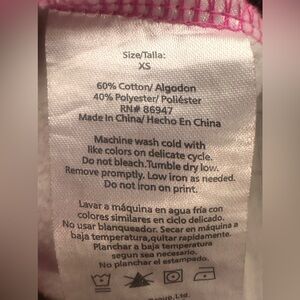 Size/Talla:
XS
60% Cotton/ Algodon
40% Polyester/ Poliéster
RN# 86947
Made in China/ Hecho En China
Machine wash cold with
like colors on delicate cycle.
Do not bleach.Tumble dry low.
Remove promptly. Low iron as needed.
Do not iron on print.
Lavar a máquina en agua fría con
colores similares en ciclo delicado.
No usar blanqueador. Secar en máquina a
baja temperatura,quitar rapidamente.
Planchar a baja temperatura
segun sea necesario.
No planchar el estampado.
Group, Ltd.